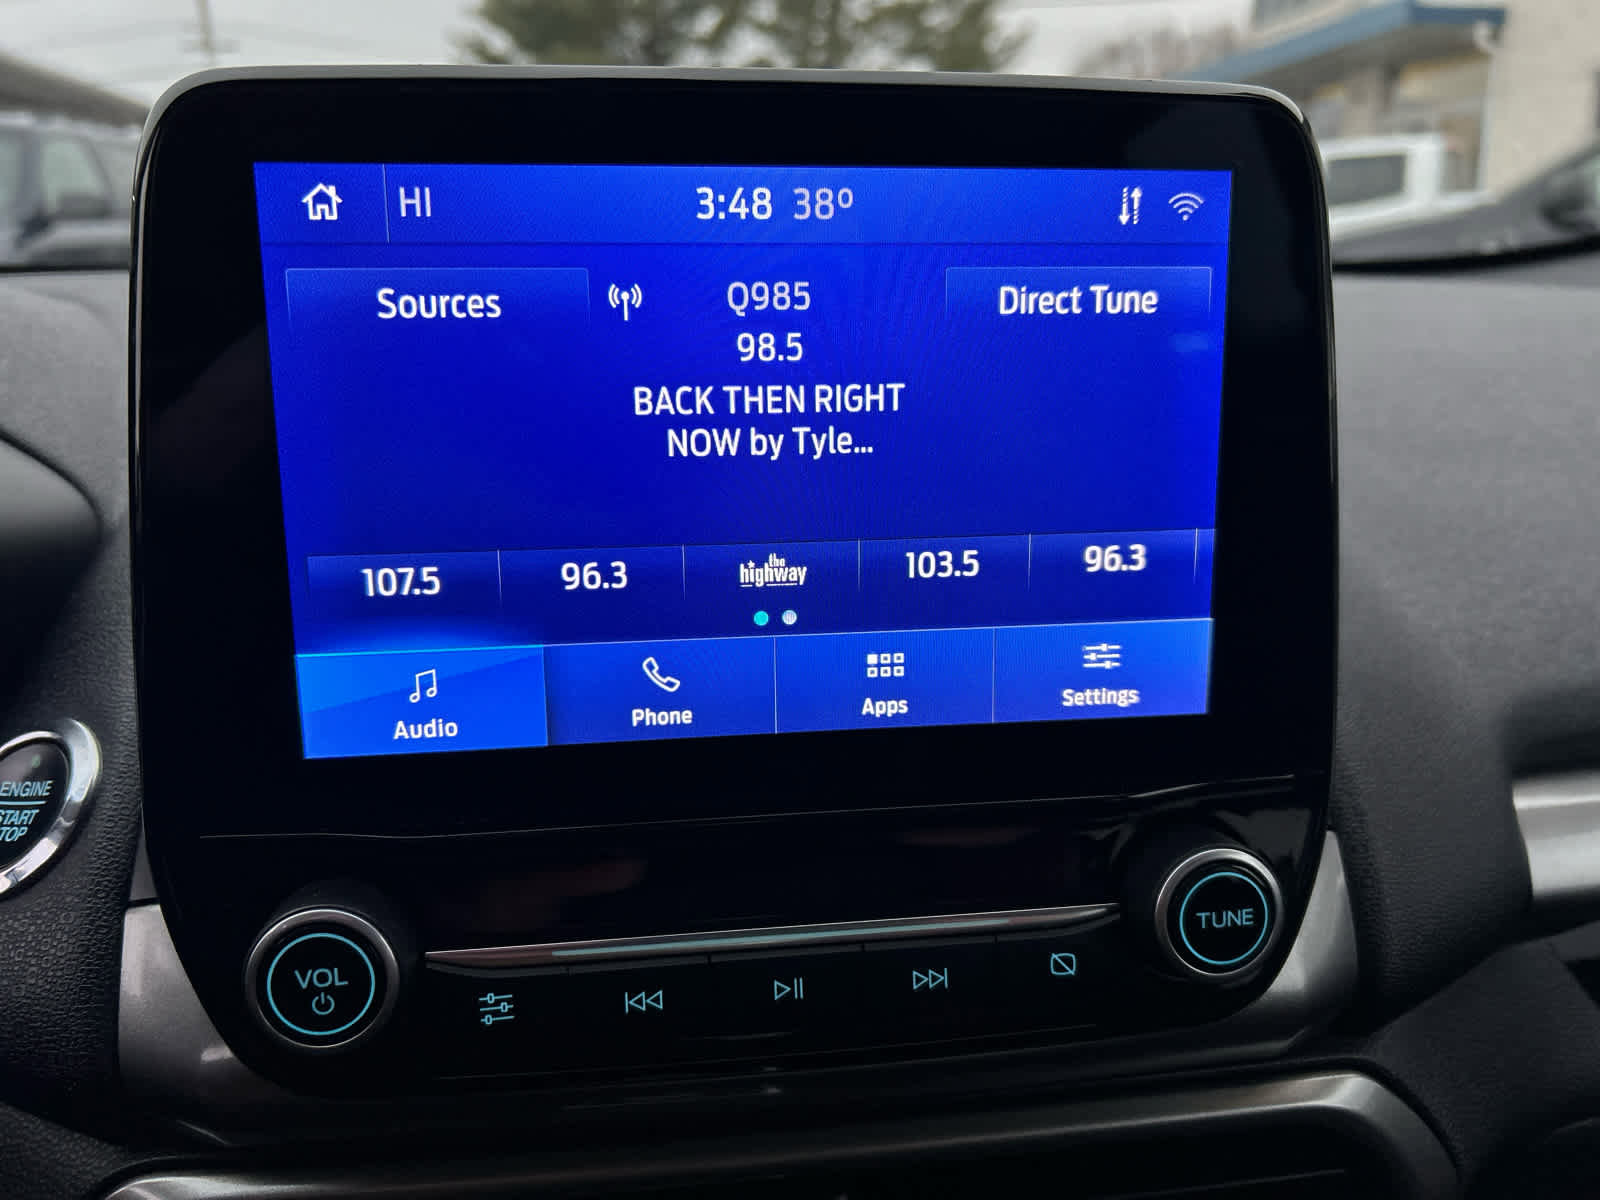 HI 3:48 38°
Sources Q985 Direct Tune
98.5
BACK THEN RIGHT
NOW by Tyle...
107.5 96.3 the highway 103.5 96.3
Audio Phone Apps Settings
ENGINE
START
TOP
VOL
TUNE